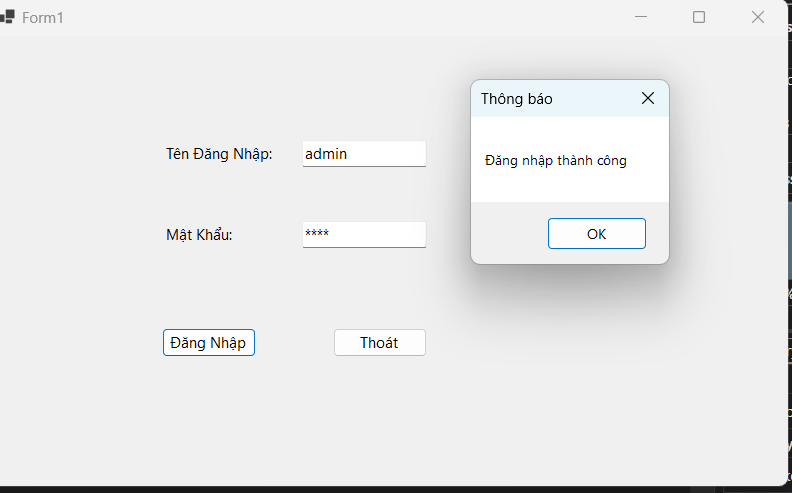 Form1
Thông báo
Đăng nhập thành công
OK
Tên Đăng Nhập: admin
Mật Khẩu: ****
Đăng Nhập Thoát